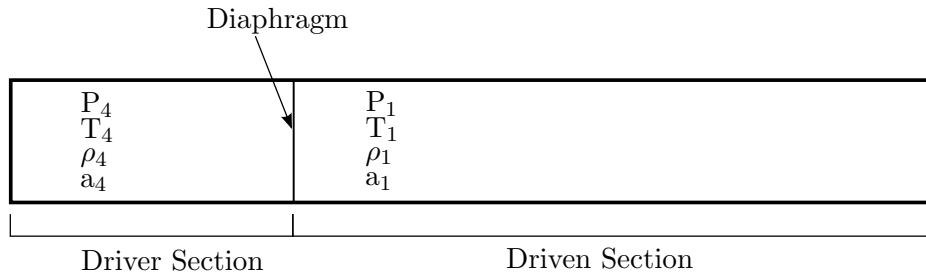 Diaphragm
P₄
T₄
ρ₄
a₄
P₁
T₁
ρ₁
a₁
Driver Section
Driven Section